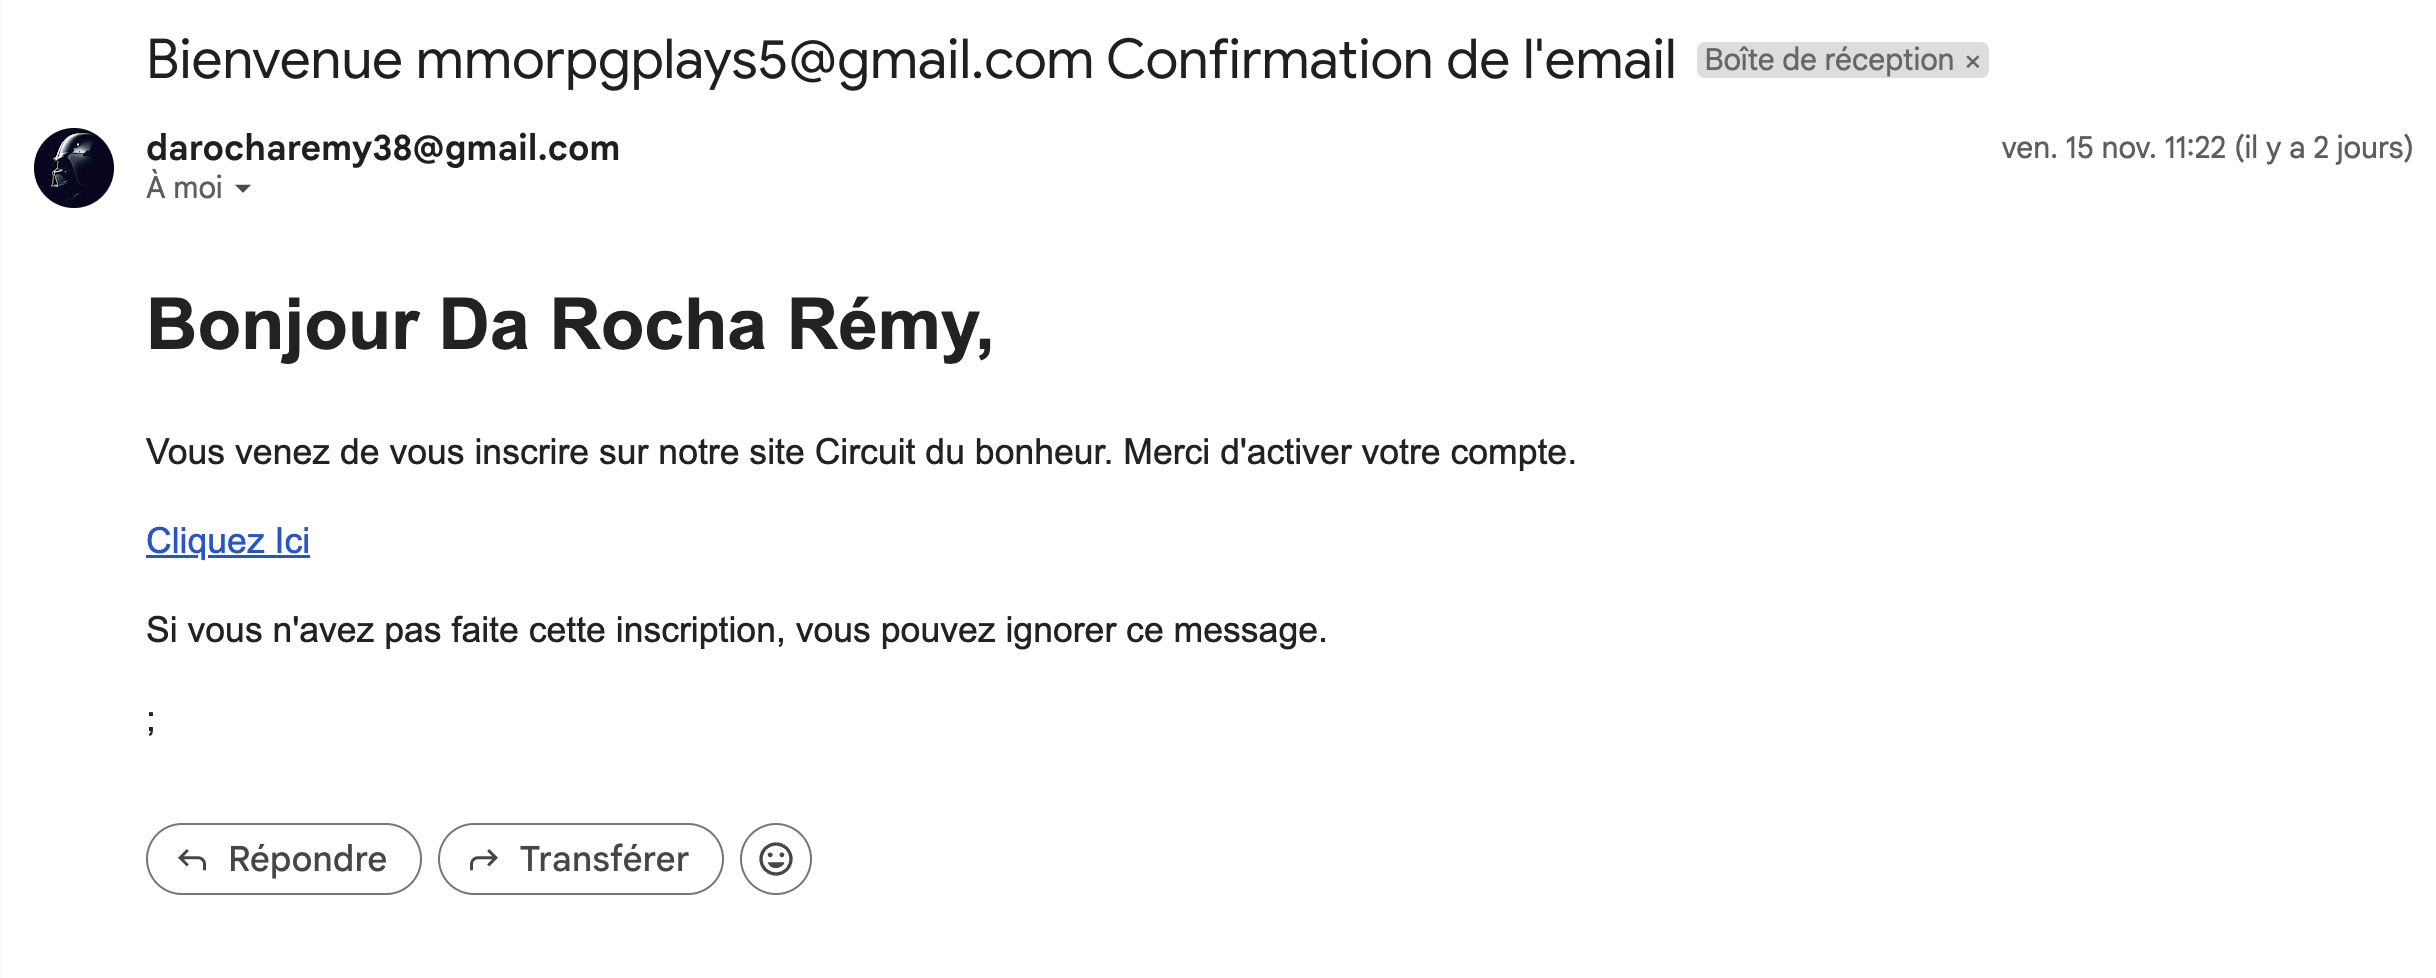 Bienvenue mmorpgplays5@gmail.com Confirmation de l'email Boîte de réception ×
darocharemy38@gmail.com ven. 15 nov. 11:22 (il y a 2 jours)
À moi
Bonjour Da Rocha Rémy,
Vous venez de vous inscrire sur notre site Circuit du bonheur. Merci d'activer votre compte.
Cliquez Ici
Si vous n'avez pas faite cette inscription, vous pouvez ignorer ce message.
;
Répondre Transférer